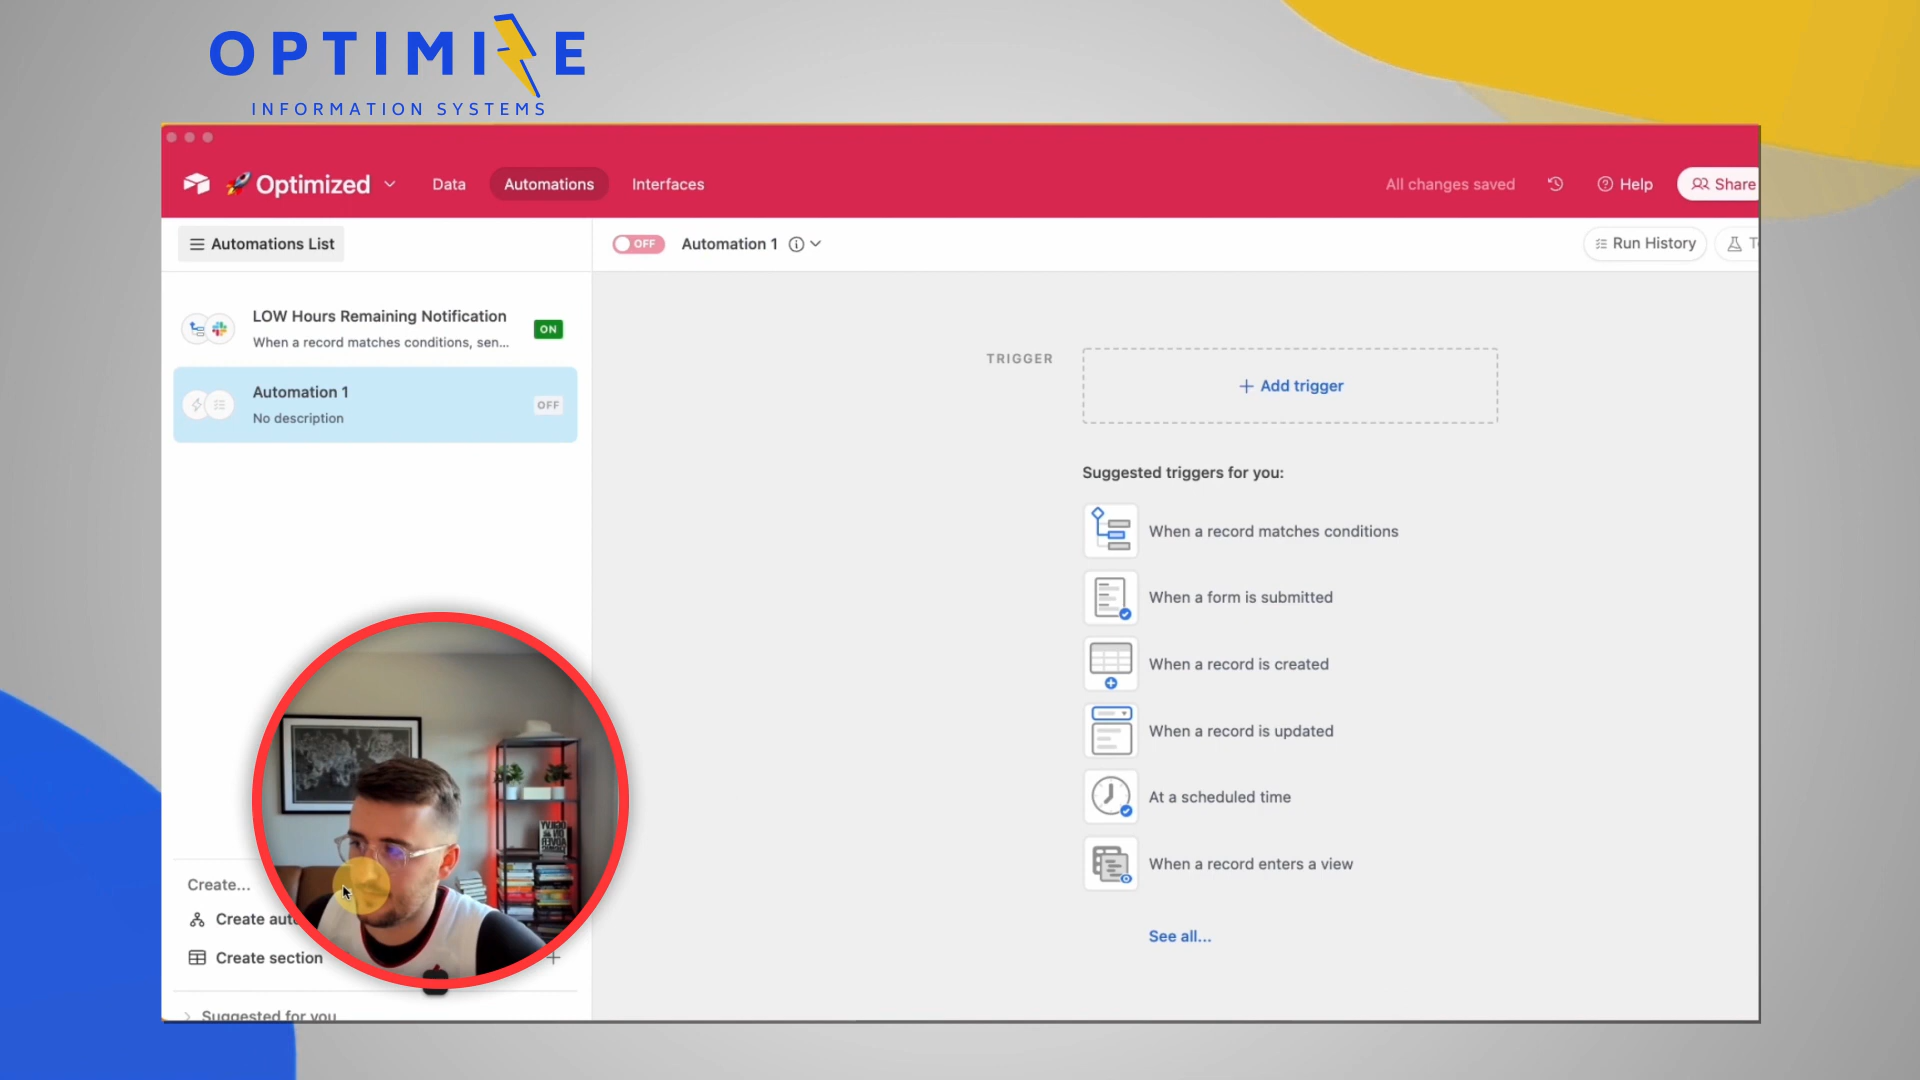 OPTIMIZE
INFORMATION SYSTEMS
Optimized
Data
Automations
Interfaces
All changes saved
Help
Share
Automations List
OFF
Automation 1
Run History
LOW Hours Remaining Notification
When a record matches conditions, sen...
ON
Automation 1
No description
OFF
TRIGGER
+ Add trigger
Suggested triggers for you:
When a record matches conditions
When a form is submitted
When a record is created
When a record is updated
At a scheduled time
When a record enters a view
See all...
Create...
Create
Create section
Suggested for you